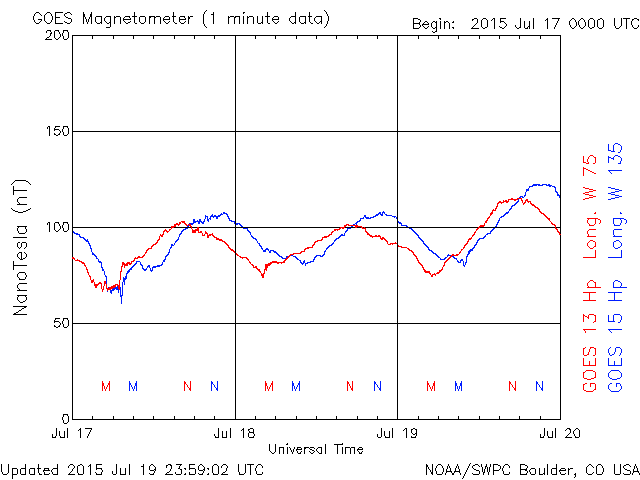 GOES Magnetometer (1 minute data)
Begin: 2015 Jul 17 0000 UTC
200
150
100
50
0
NanoTesla (nT)
M M N N M M N N M M N N
Jul 17 Jul 18 Jul 19 Jul 20
Universal Time
GOES 13 Hp Long. W 75
GOES 15 Hp Long. W 135
Updated 2015 Jul 19 23:59:02 UTC
NOAA/SWPC Boulder, CO USA